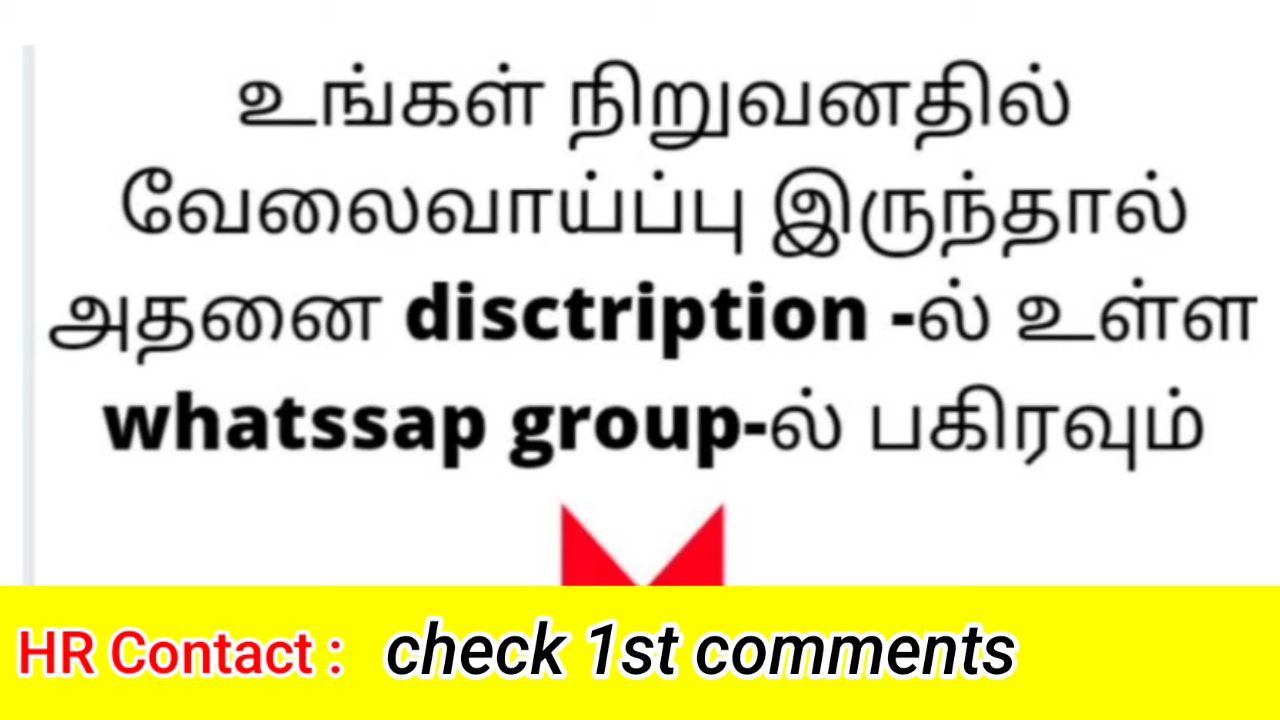 உங்கள் நிறுவனதில்
வேலைவாய்ப்பு இருந்தால்
அதனை disctription -ல் உள்ள
whatssap group-ல் பகிரவும்
HR Contact : check 1st comments